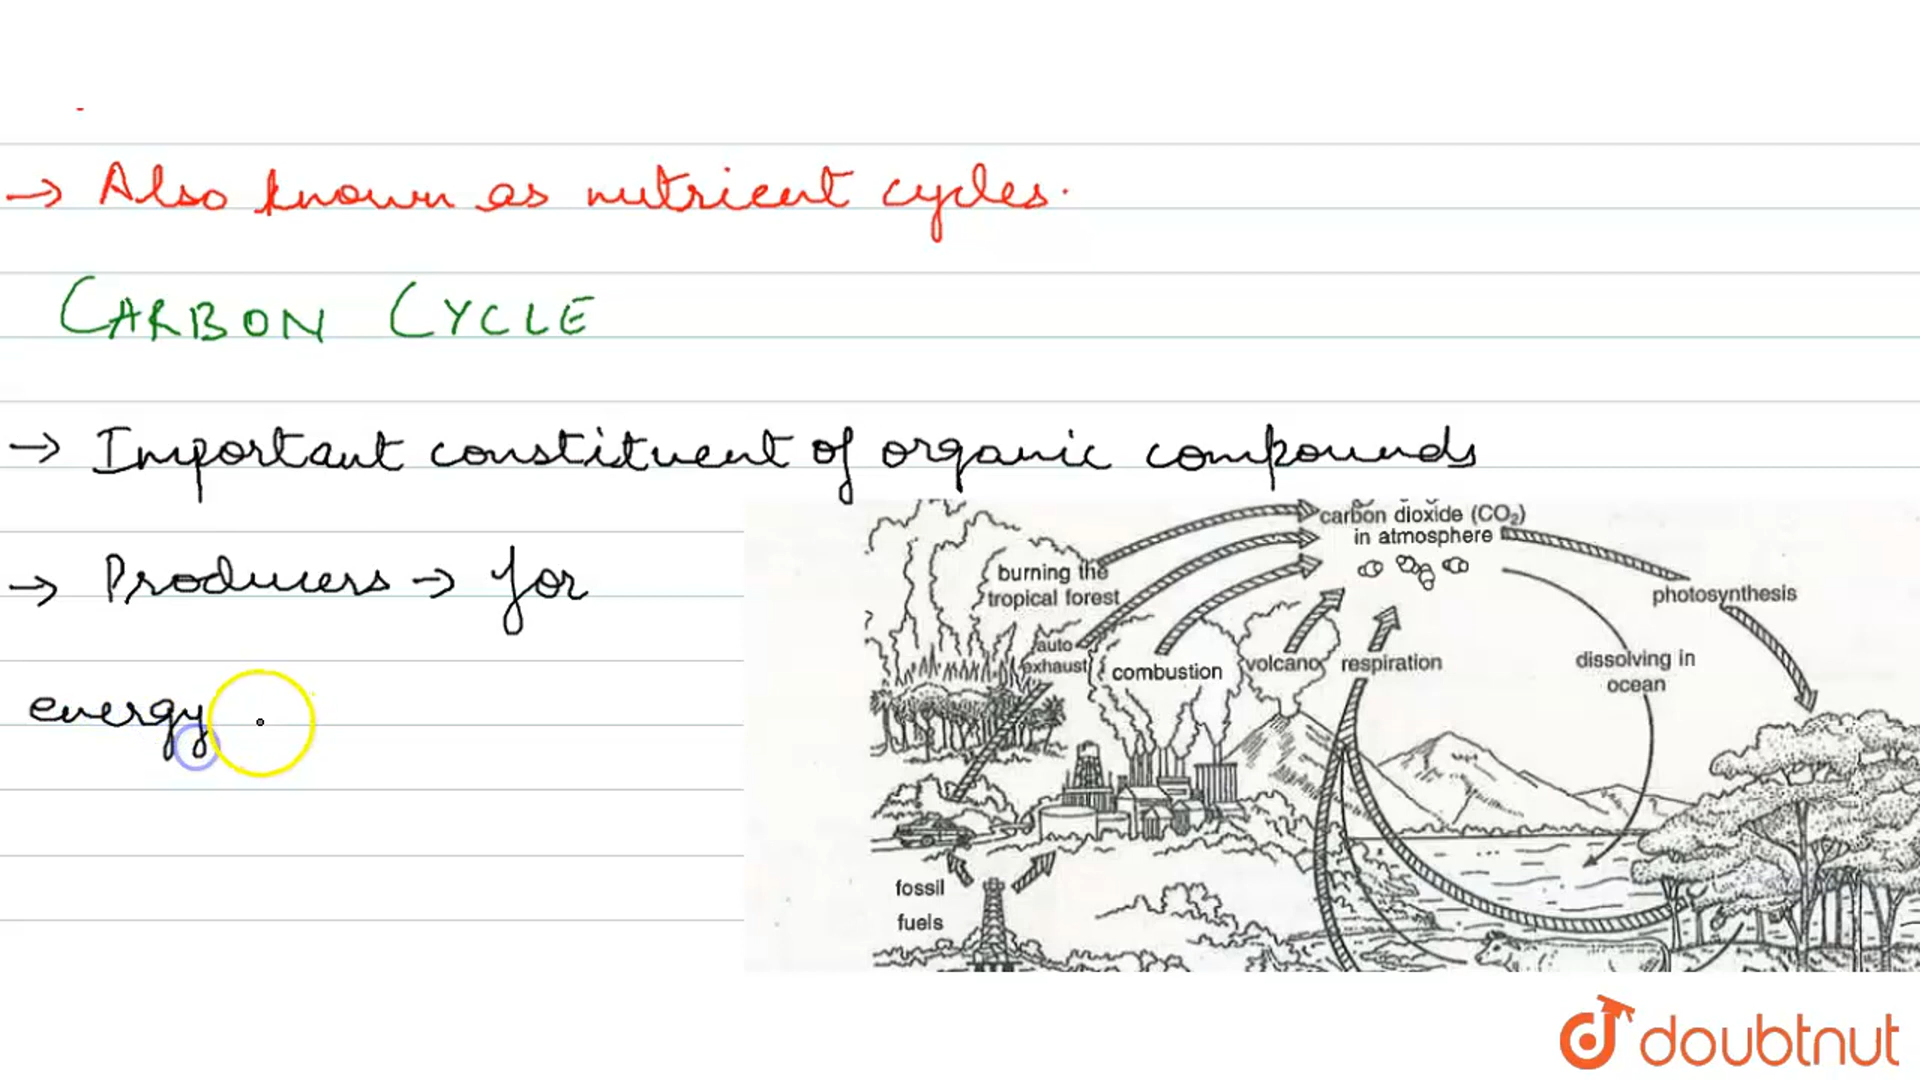 → Also known as nutrient cycles.
CARBON CYCLE
→ Important constituent of organic compounds
→ Producers → for
energy
carbon dioxide (CO₂)
in atmosphere
burning the
tropical forest
photosynthesis
auto
exhaust
combustion
volcano
respiration
dissolving in
ocean
fossil
fuels
doubtnut